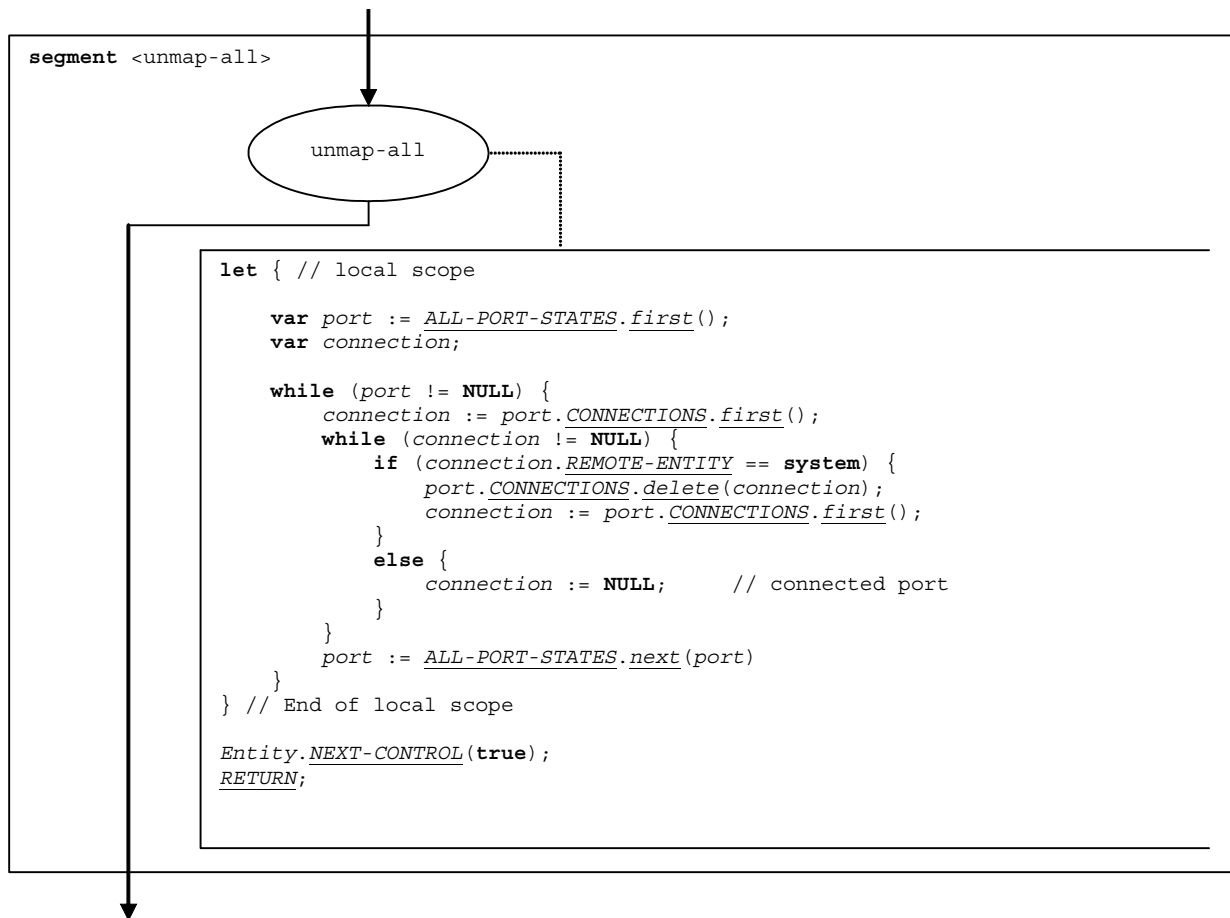 segment <unmap-all>
unmap-all
let { // local scope
var port := ALL-PORT-STATES.first();
var connection;
while (port != NULL) {
connection := port.CONNECTIONS.first();
while (connection != NULL) {
if (connection.REMOTE-ENTITY == system) {
port.CONNECTIONS.delete(connection);
connection := port.CONNECTIONS.first();
}
else {
connection := NULL; // connected port
}
}
port := ALL-PORT-STATES.next(port)
}
} // End of local scope
Entity.NEXT-CONTROL(true);
RETURN;